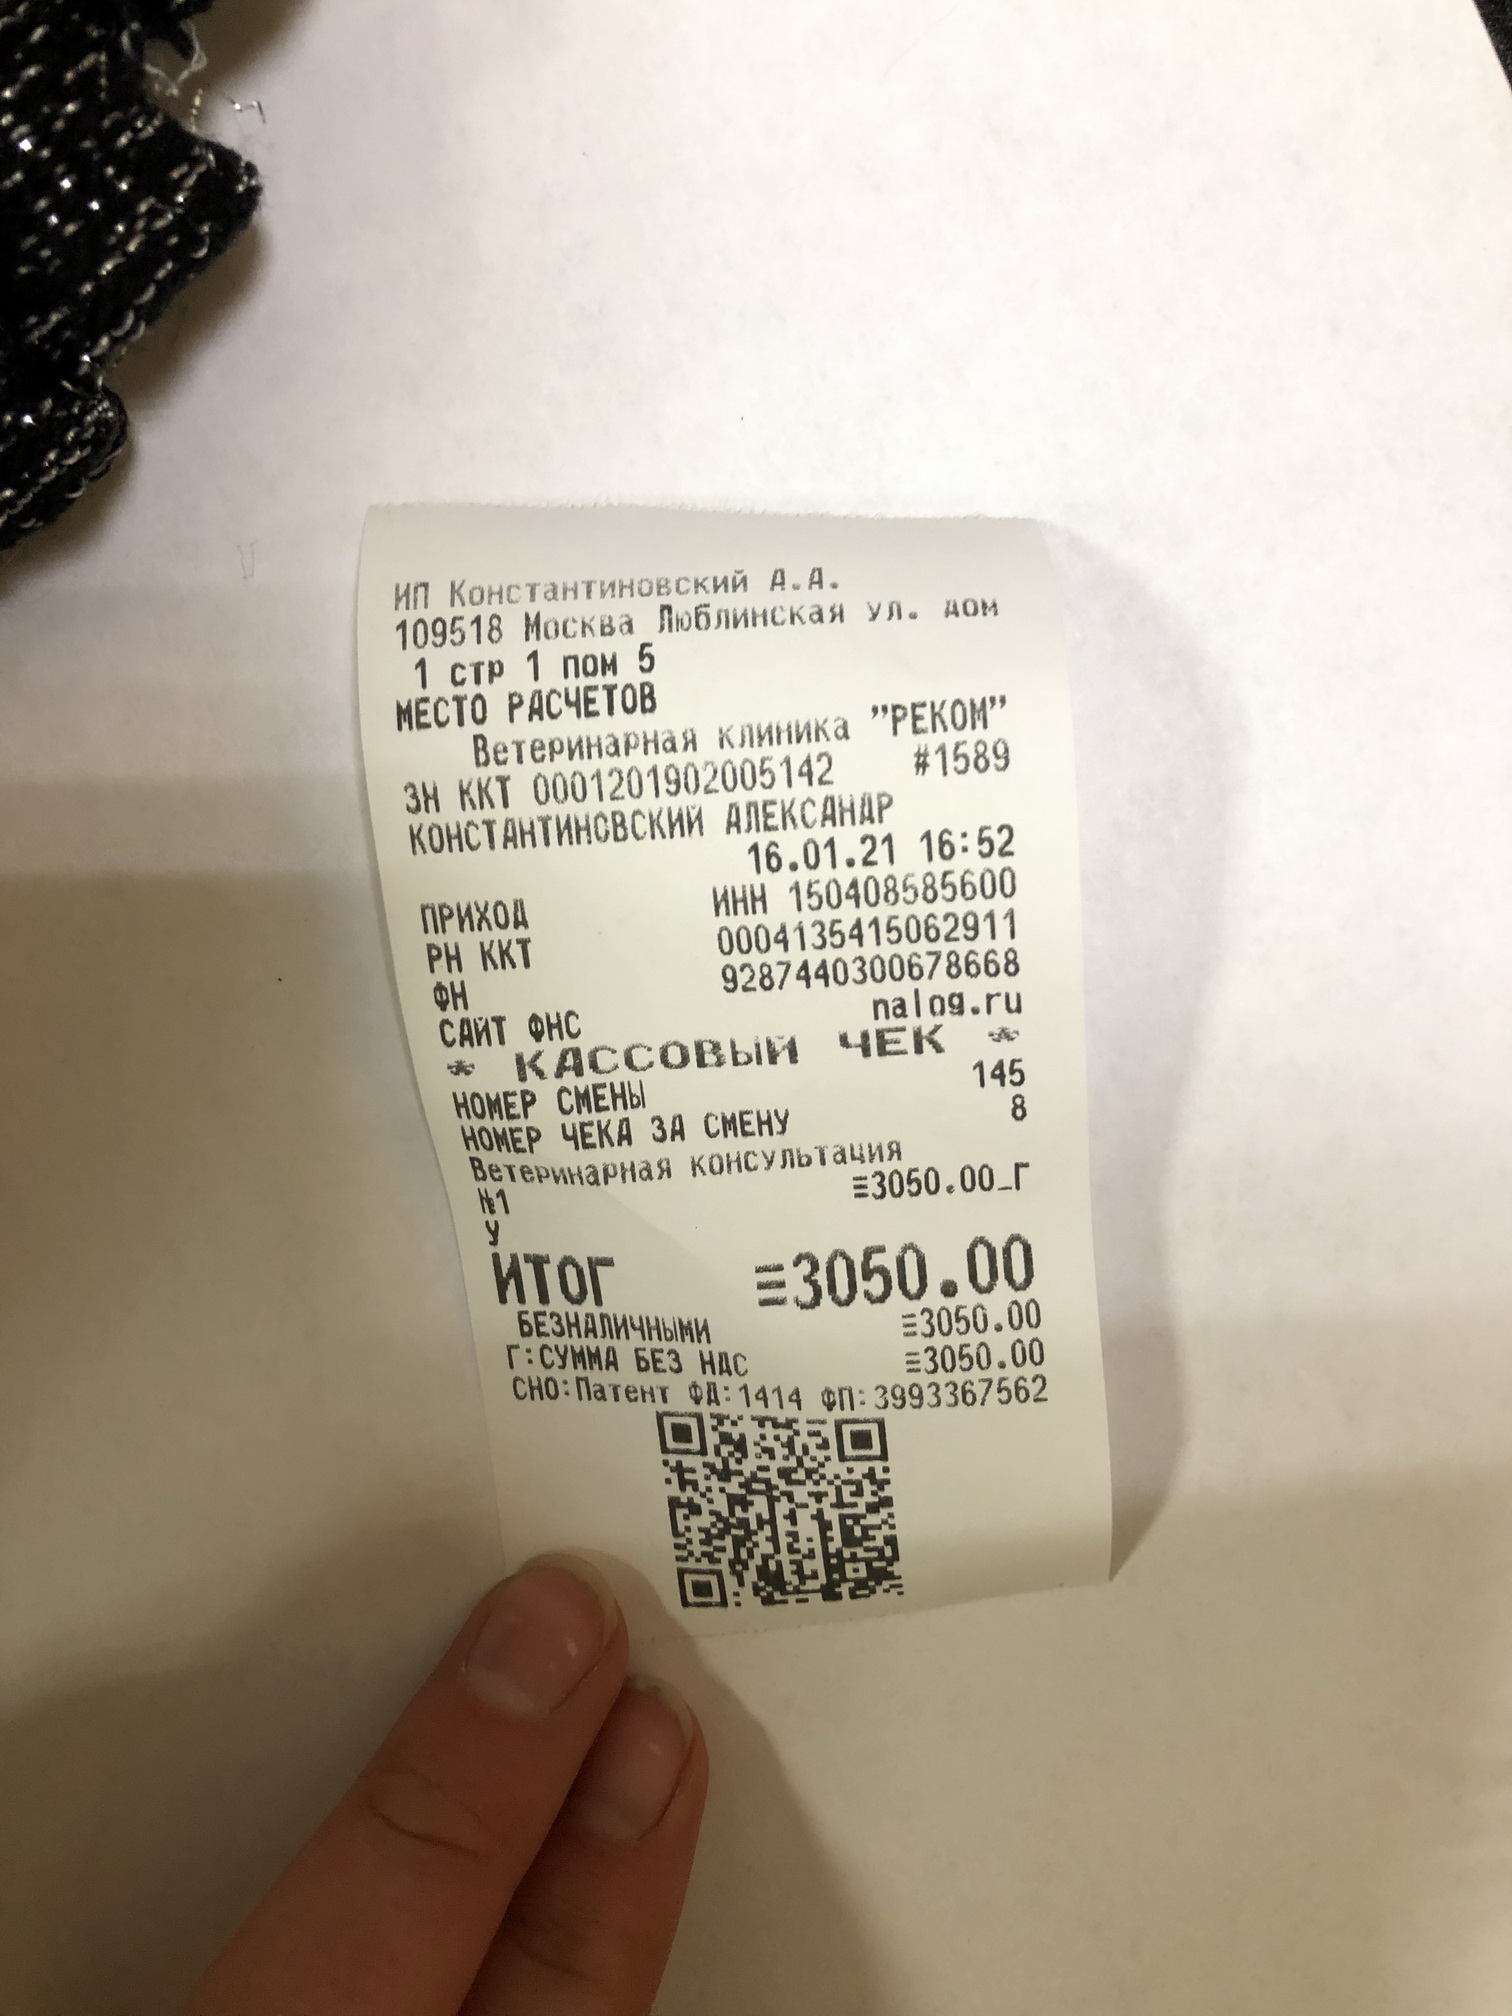 ИП Константиновский А.А.
109518 Москва Люблинская ул. дом
1 стр 1 пом 5
МЕСТО РАСЧЕТОВ
Ветеринарная клиника "РЕКОМ"
ЗН ККТ 0001201902005142 #1589
КОНСТАНТИНОВСКИЙ АЛЕКСАНДР
16.01.21 16:52
ПРИХОД ИНН 150408585600
РН ККТ 0004135415062911
ФН 9287440300678668
САЙТ ФНС nalog.ru
* КАССОВЫЙ ЧЕК *
НОМЕР СМЕНЫ 145
НОМЕР ЧЕКА ЗА СМЕНУ 8
Ветеринарная консультация
№1 ≡3050.00_Г
У
ИТОГ ≡3050.00
БЕЗНАЛИЧНЫМИ ≡3050.00
Г:СУММА БЕЗ НДС ≡3050.00
СНО:Патент ФД:1414 ФП:3993367562